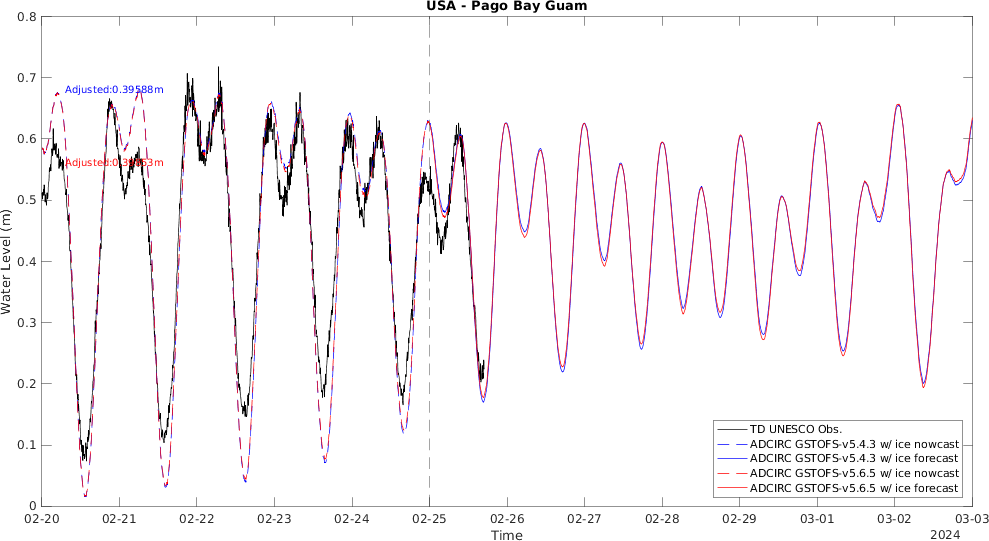 USA - Pago Bay Guam
0.8
0.7
0.6
0.5
0.4
0.3
0.2
0.1
0
Water Level (m)
Adjusted:0.39588m
02-20
02-21
02-22
02-23
02-24
02-25
02-26
02-27
02-28
02-29
03-01
03-02
03-03
Time
2024
TD UNESCO Obs.
ADCIRC GSTOFS-v5.4.3 w/ ice nowcast
ADCIRC GSTOFS-v5.4.3 w/ ice forecast
ADCIRC GSTOFS-v5.6.5 w/ ice nowcast
ADCIRC GSTOFS-v5.6.5 w/ ice forecast